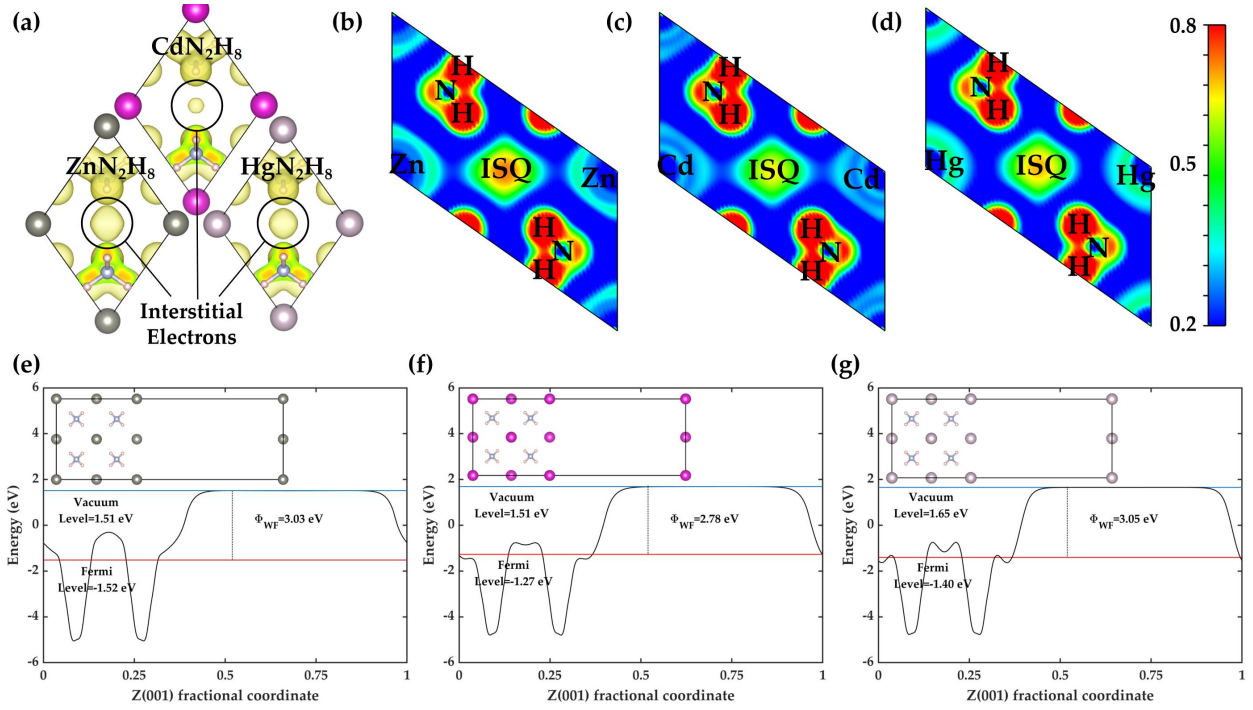 (a)
CdN₂H₈
ZnN₂H₈
HgN₂H₈
Interstitial
Electrons
(b)
H
N
H
Zn
ISQ
Zn
H
N
H
(c)
H
N
H
Cd
ISQ
Cd
H
N
H
(d)
H
N
H
Hg
ISQ
Hg
H
N
H
0.8
0.5
0.2
(e)
6
4
2
0
-2
-4
-6
Energy (eV)
Vacuum
Level=1.51 eV
Φ_WF=3.03 eV
Fermi
Level=-1.52 eV
0
0.25
0.5
0.75
1
Z(001) fractional coordinate
(f)
6
4
2
0
-2
-4
-6
Energy (eV)
Vacuum
Level=1.51 eV
Φ_WF=2.78 eV
Fermi
Level=-1.27 eV
0
0.25
0.5
0.75
1
Z(001) fractional coordinate
(g)
6
4
2
0
-2
-4
-6
Energy (eV)
Vacuum
Level=1.65 eV
Φ_WF=3.05 eV
Fermi
Level=-1.40 eV
0
0.25
0.5
0.75
1
Z(001) fractional coordinate